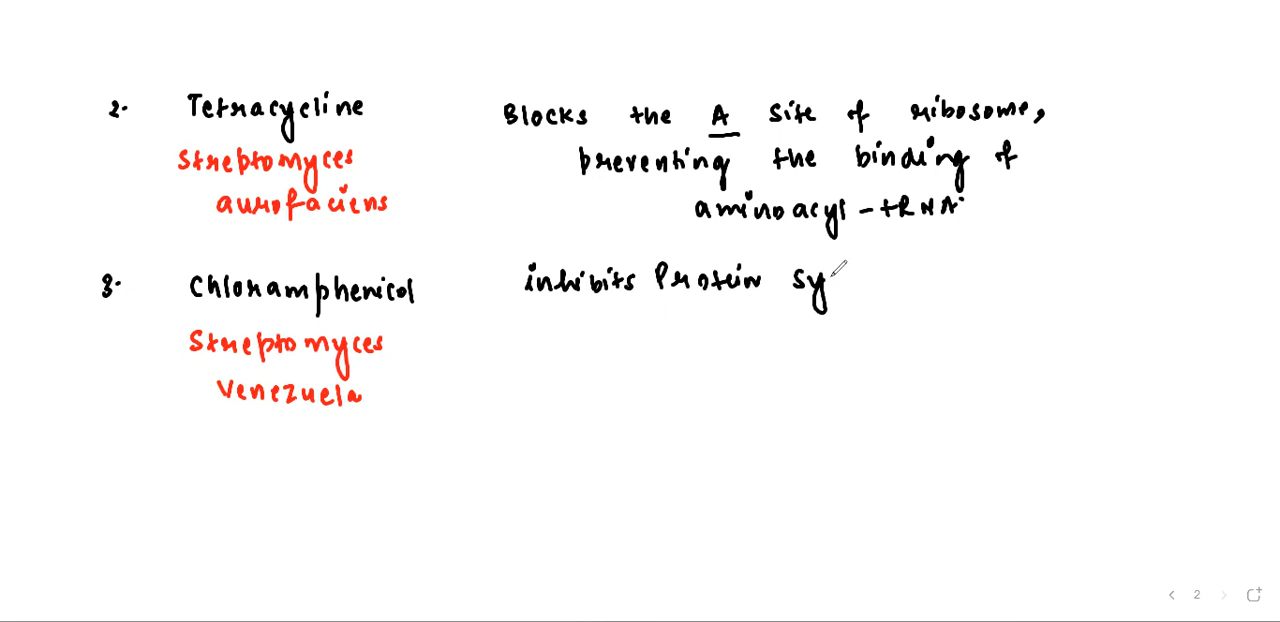 2. Tetracycline Blocks the A site of ribosome,
Streptomyces preventing the binding of
aurofaciens aminoacyl-tRNA.
3. Chloramphenicol inhibits Protein sy
Streptomyces
Venezuela
2